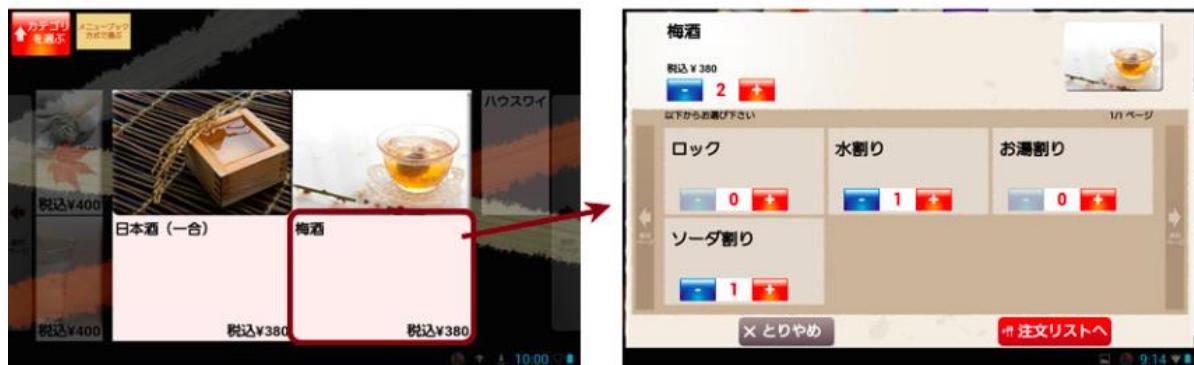 カテゴリ
を選ぶ
メニューブック
方式で選ぶ
ハウスワイ
税込¥400
日本酒（一合）
梅酒
税込¥400
税込¥380
税込¥380
10:00
梅酒
税込 ¥ 380
- 2 +
以下からお選び下さい
1/1 ページ
ロック
水割り
お湯割り
- 0 +
- 1 +
- 0 +
ソーダ割り
- 1 +
× とりやめ
注文リストへ
9:14